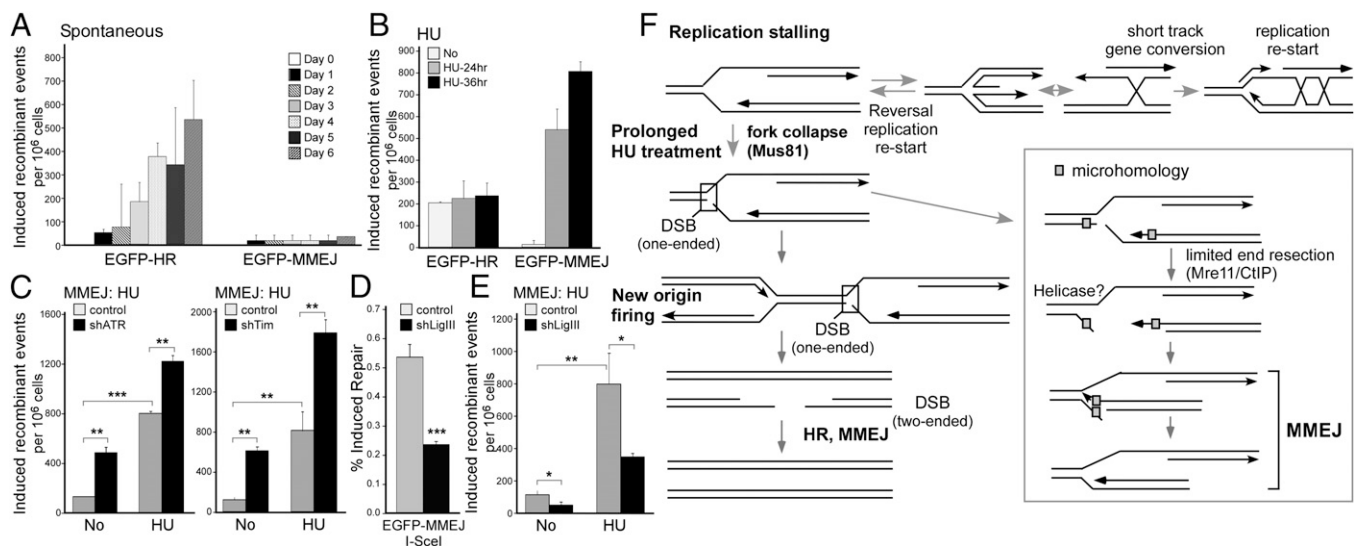 A
Spontaneous
Induced recombinant events
per 10⁶ cells
800
700
600
500
400
300
200
100
0
Day 0
Day 1
Day 2
Day 3
Day 4
Day 5
Day 6
EGFP-HR
EGFP-MMEJ
B
HU
Induced recombinant events
per 10⁶ cells
900
800
700
600
500
400
300
200
100
0
No
HU-24hr
HU-36hr
EGFP-HR
EGFP-MMEJ
C
MMEJ: HU
control
shATR
Induced recombinant events
per 10⁶ cells
1600
1200
800
400
0
**
***
**
No
HU
MMEJ: HU
control
shTim
2000
1600
1200
800
400
0
**
**
**
No
HU
D
control
shLigIII
% Induced Repair
0.7
0.6
0.5
0.4
0.3
0.2
0.1
0.0
***
EGFP-MMEJ
I-SceI
E
MMEJ: HU
control
shLigIII
Induced recombinant events
per 10⁶ cells
1200
1000
800
600
400
200
0
*
**
*
No
HU
F
Replication stalling
short track
gene conversion
replication
re-start
Reversal
replication
re-start
Prolonged
HU treatment
fork collapse
(Mus81)
DSB
(one-ended)
New origin
firing
DSB
(one-ended)
DSB
(two-ended)
HR, MMEJ
microhomology
limited end resection
(Mre11/CtIP)
Helicase?
MMEJ